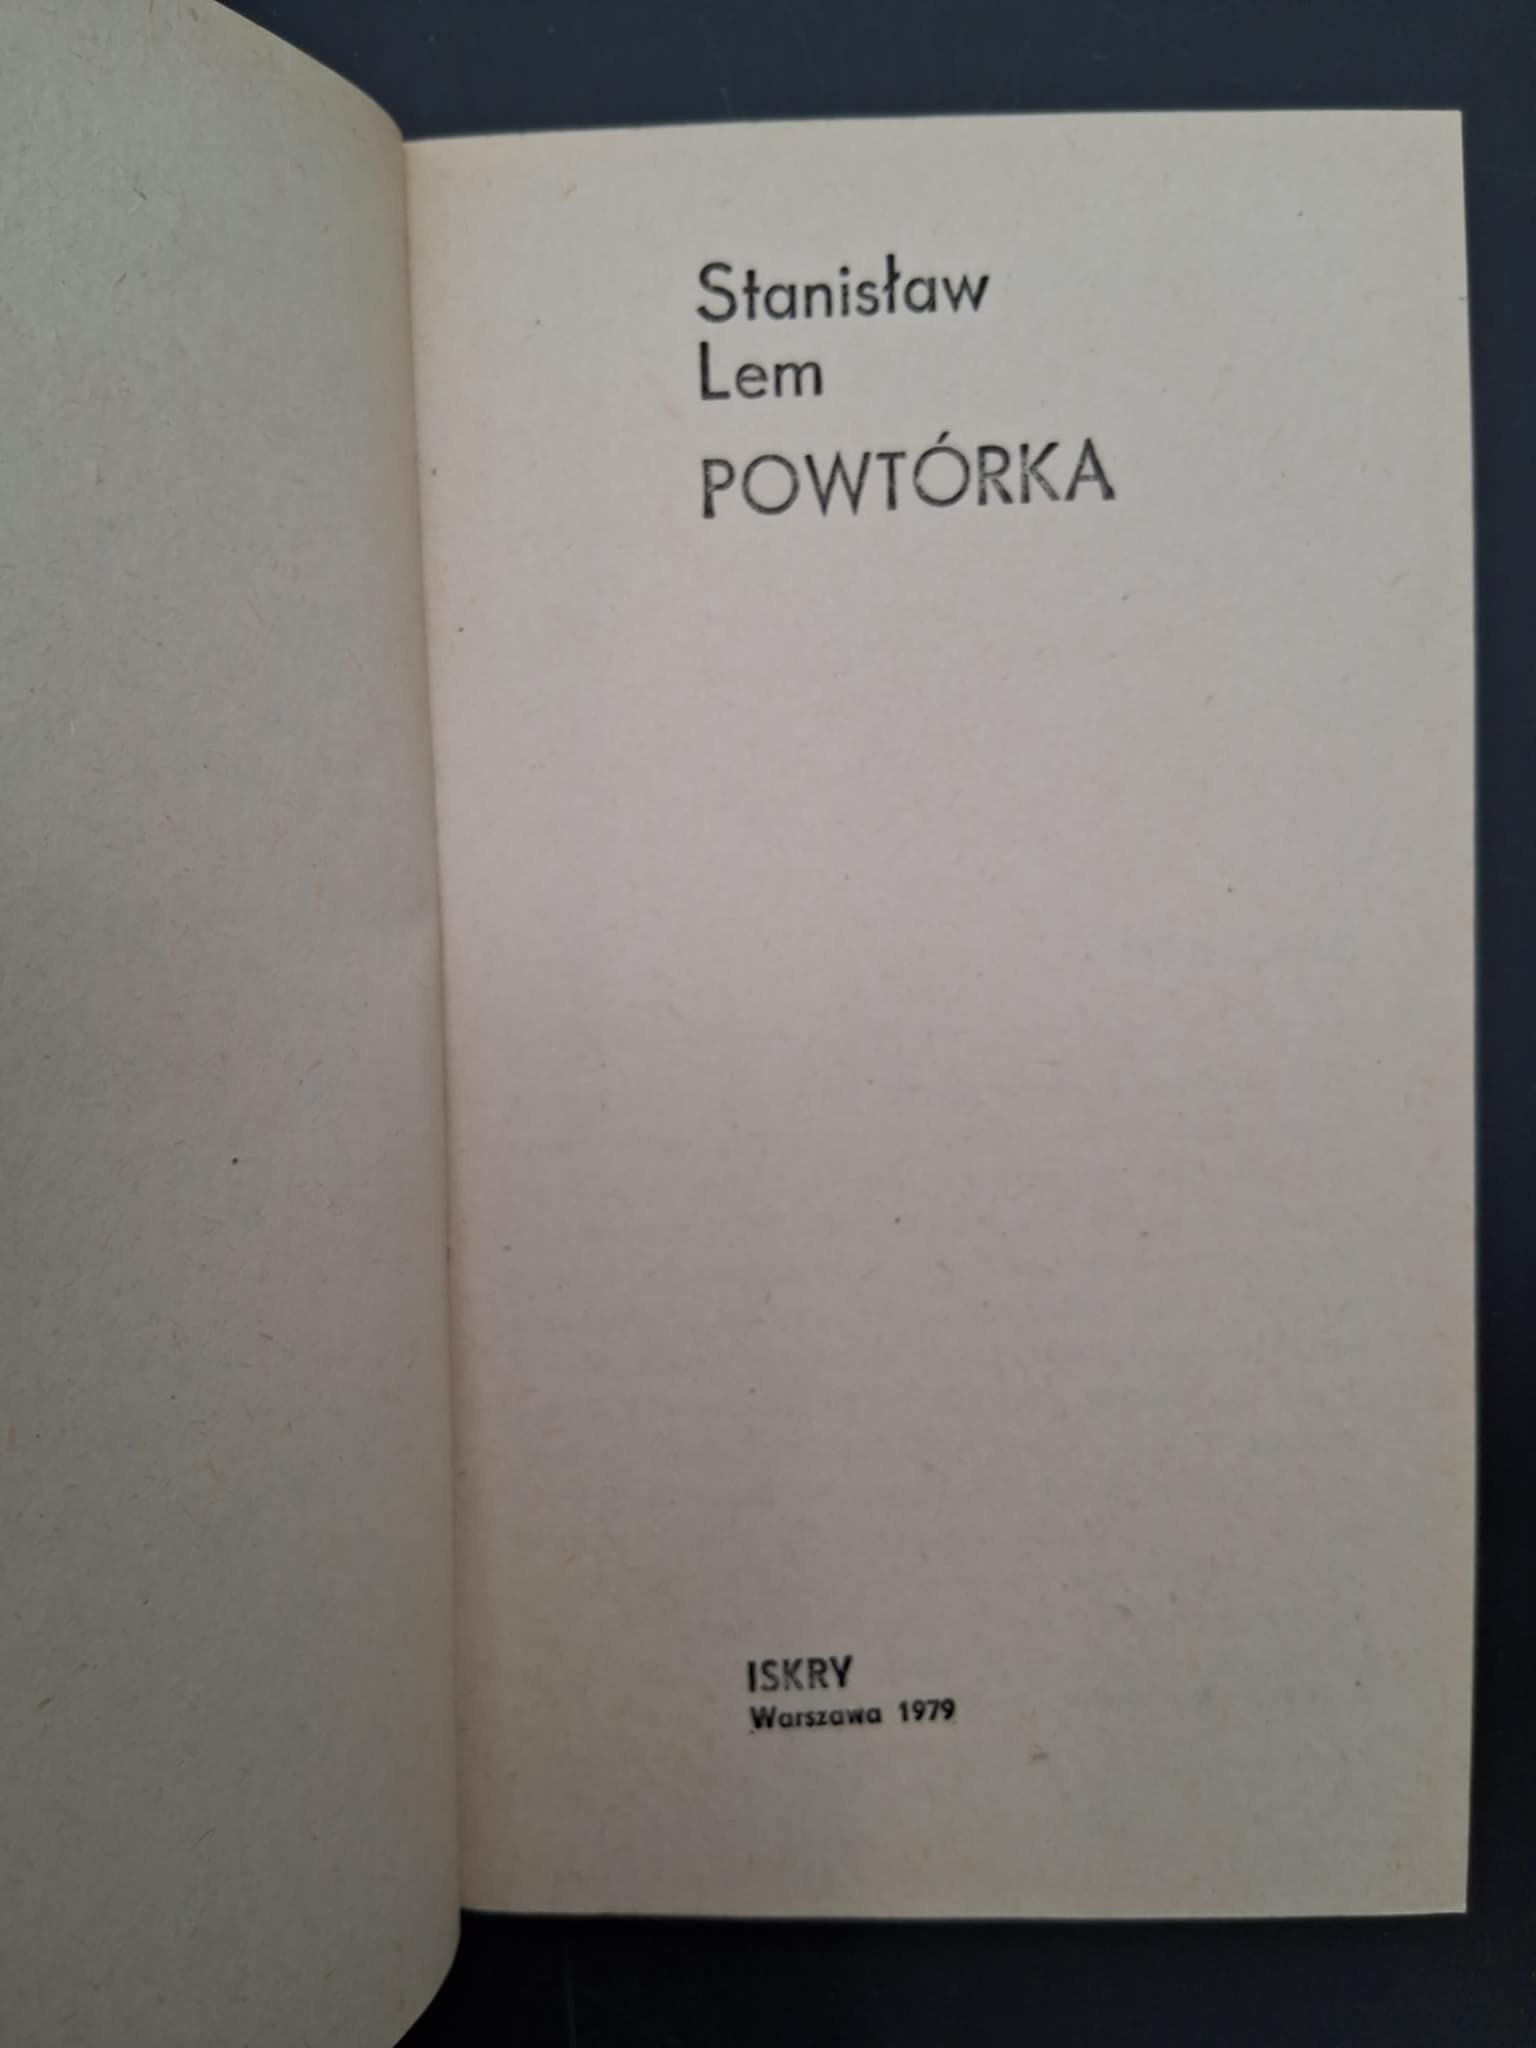 Stanisław
Lem
POWTÓRKA
ISKRY
Warszawa 1979